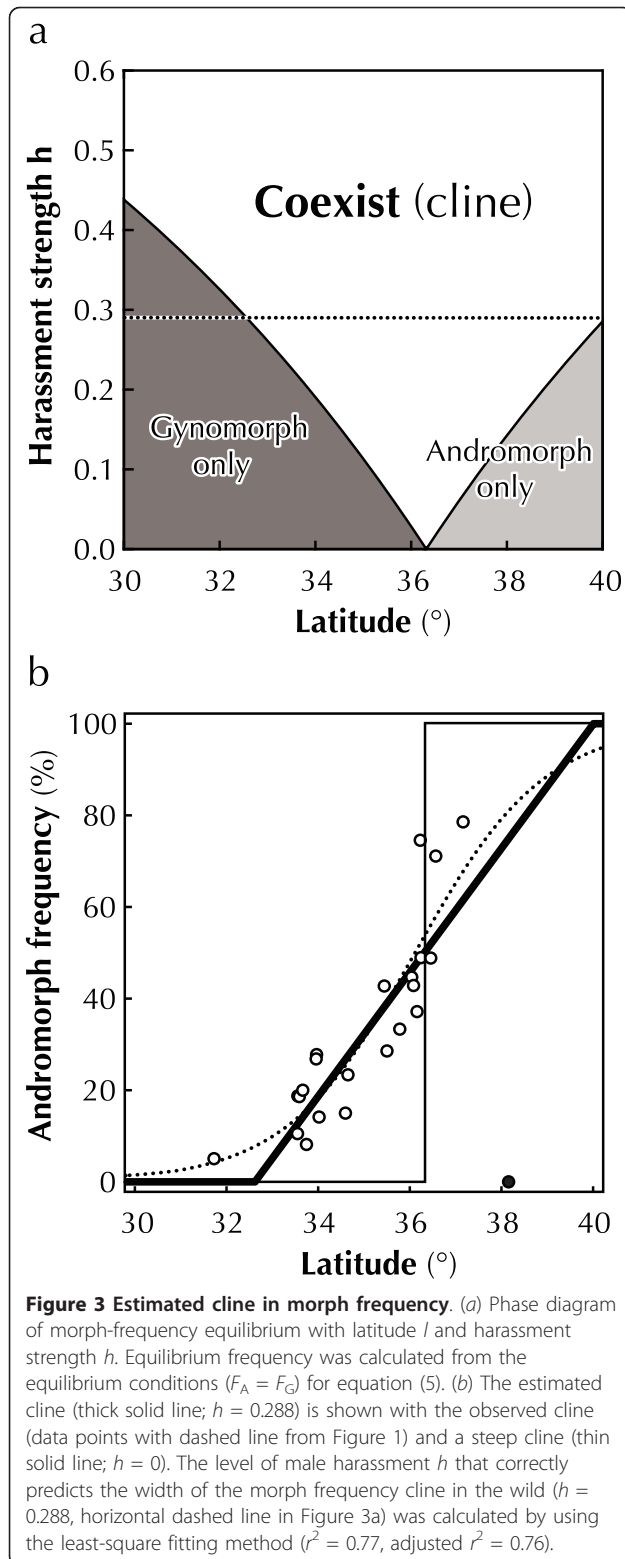 a
0.6
0.5
0.4
0.3
0.2
0.1
0.0
Harassment strength h
Coexist (cline)
Gynomorph
only
Andromorph
only
30 32 34 36 38 40
Latitude (°)
b
100
80
60
40
20
0
Andromorph frequency (%)
30 32 34 36 38 40
Latitude (°)
Figure 3 Estimated cline in morph frequency. (a) Phase diagram
of morph-frequency equilibrium with latitude l and harassment
strength h. Equilibrium frequency was calculated from the
equilibrium conditions (F_A = F_G) for equation (5). (b) The estimated
cline (thick solid line; h = 0.288) is shown with the observed cline
(data points with dashed line from Figure 1) and a steep cline (thin
solid line; h = 0). The level of male harassment h that correctly
predicts the width of the morph frequency cline in the wild (h =
0.288, horizontal dashed line in Figure 3a) was calculated by using
the least-square fitting method (r² = 0.77, adjusted r² = 0.76).